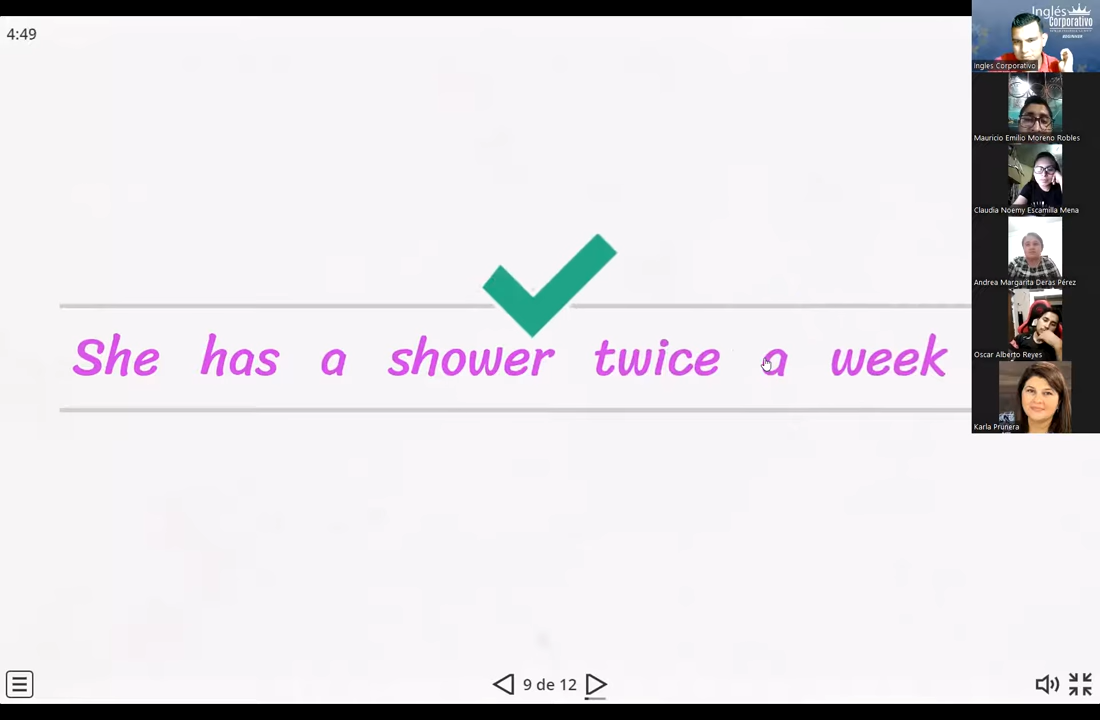 4:49
She has a shower twice a week
9 de 12
Inglés
Corporativo
Ingles Corporativo
Mauricio Emilio Moreno Robles
Claudia Noemy Escamilla Mena
Andrea Margarita Deras Pérez
Oscar Alberto Reyes
Karla Prunera